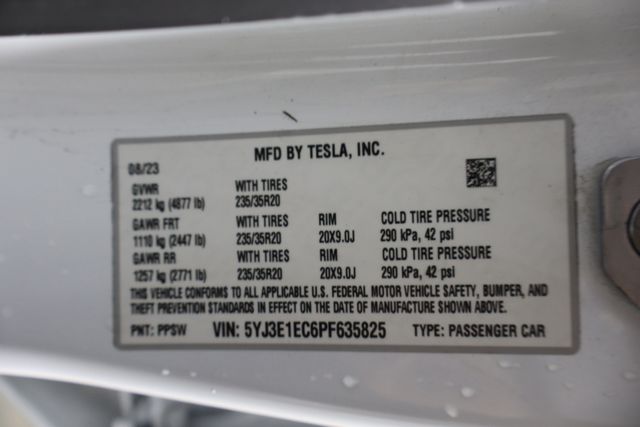 MFD BY TESLA, INC.
08/23
GVWR WITH TIRES
2212 kg (4877 lb) 235/35R20
GAWR FRT WITH TIRES RIM COLD TIRE PRESSURE
1110 kg (2447 lb) 235/35R20 20X9.0J 290 kPa, 42 psi
GAWR RR WITH TIRES RIM COLD TIRE PRESSURE
1257 kg (2771 lb) 235/35R20 20X9.0J 290 kPa, 42 psi
THIS VEHICLE CONFORMS TO ALL APPLICABLE U.S. FEDERAL MOTOR VEHICLE SAFETY, BUMPER, AND
THEFT PREVENTION STANDARDS IN EFFECT ON THE DATE OF MANUFACTURE SHOWN ABOVE.
PNT: PPSW VIN: 5YJ3E1EC6PF635825 TYPE: PASSENGER CAR